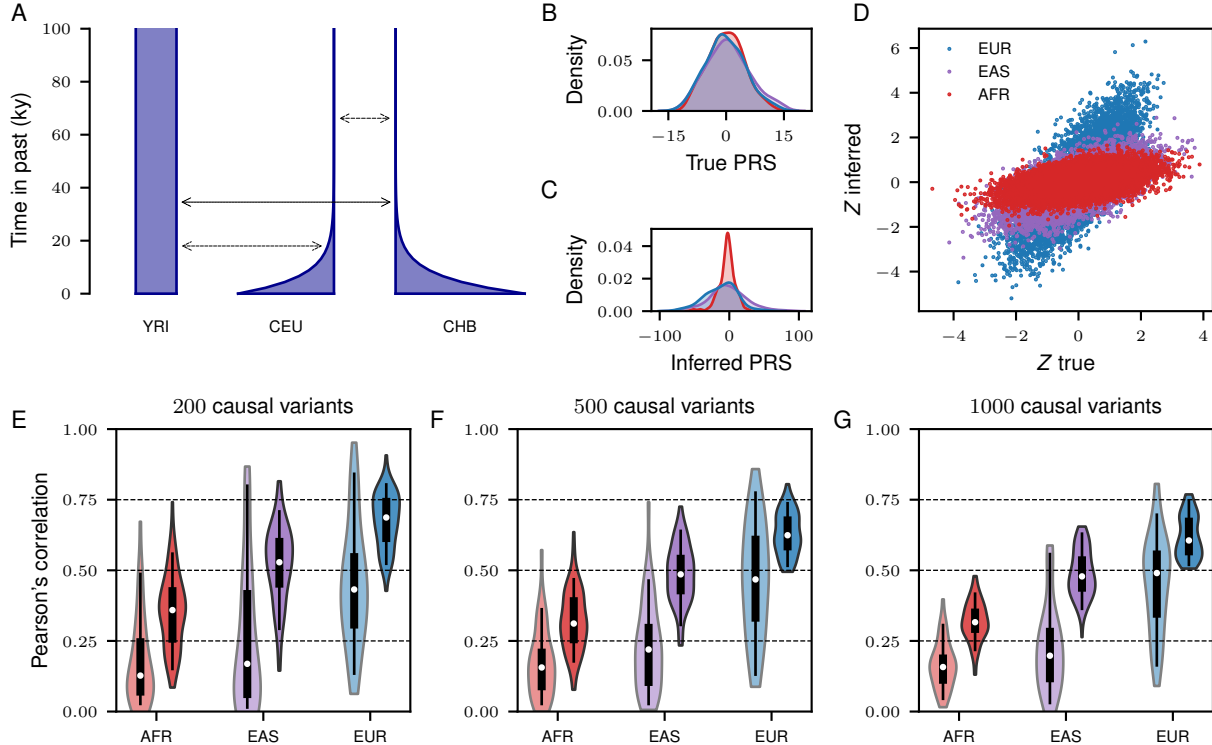 A
Time in past (ky)
100
80
60
40
20
0
YRI
CEU
CHB
B
Density
0.05
0.00
−15
0
15
True PRS
C
Density
0.04
0.02
0.00
−100
0
100
Inferred PRS
D
Z inferred
6
4
2
0
−2
−4
EUR
EAS
AFR
−4
−2
0
2
4
Z true
E
200 causal variants
Pearson's correlation
1.00
0.75
0.50
0.25
0.00
AFR
EAS
EUR
F
500 causal variants
1.00
0.75
0.50
0.25
0.00
AFR
EAS
EUR
G
1000 causal variants
1.00
0.75
0.50
0.25
0.00
AFR
EAS
EUR